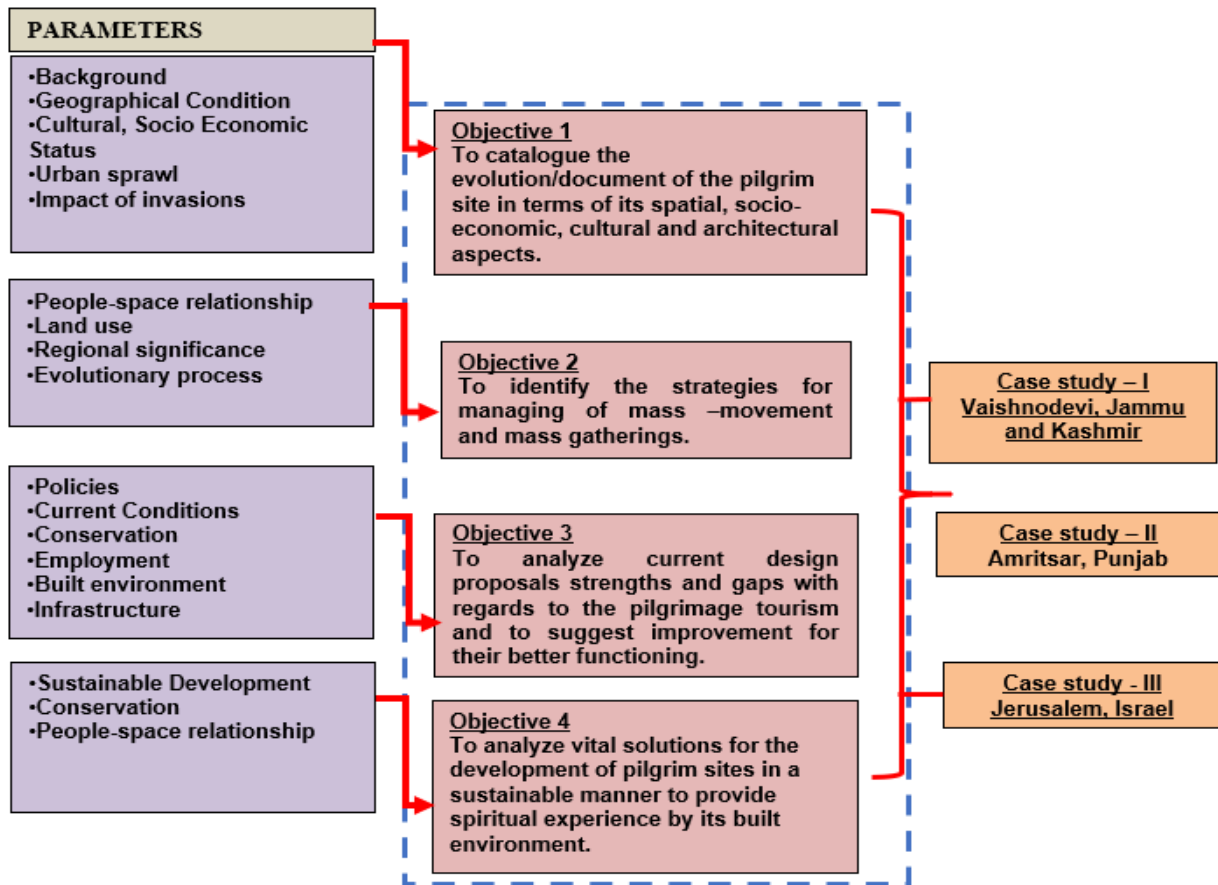 PARAMETERS
•Background
•Geographical Condition
•Cultural, Socio Economic
Status
•Urban sprawl
•Impact of invasions
•People-space relationship
•Land use
•Regional significance
•Evolutionary process
•Policies
•Current Conditions
•Conservation
•Employment
•Built environment
•Infrastructure
•Sustainable Development
•Conservation
•People-space relationship
Objective 1
To catalogue the
evolution/document of the pilgrim
site in terms of its spatial, socio-
economic, cultural and architectural
aspects.
Objective 2
To identify the strategies for
managing of mass –movement
and mass gatherings.
Objective 3
To analyze current design
proposals strengths and gaps with
regards to the pilgrimage tourism
and to suggest improvement for
their better functioning.
Objective 4
To analyze vital solutions for the
development of pilgrim sites in a
sustainable manner to provide
spiritual experience by its built
environment.
Case study – I
Vaishnodevi, Jammu
and Kashmir
Case study – II
Amritsar, Punjab
Case study - III
Jerusalem, Israel